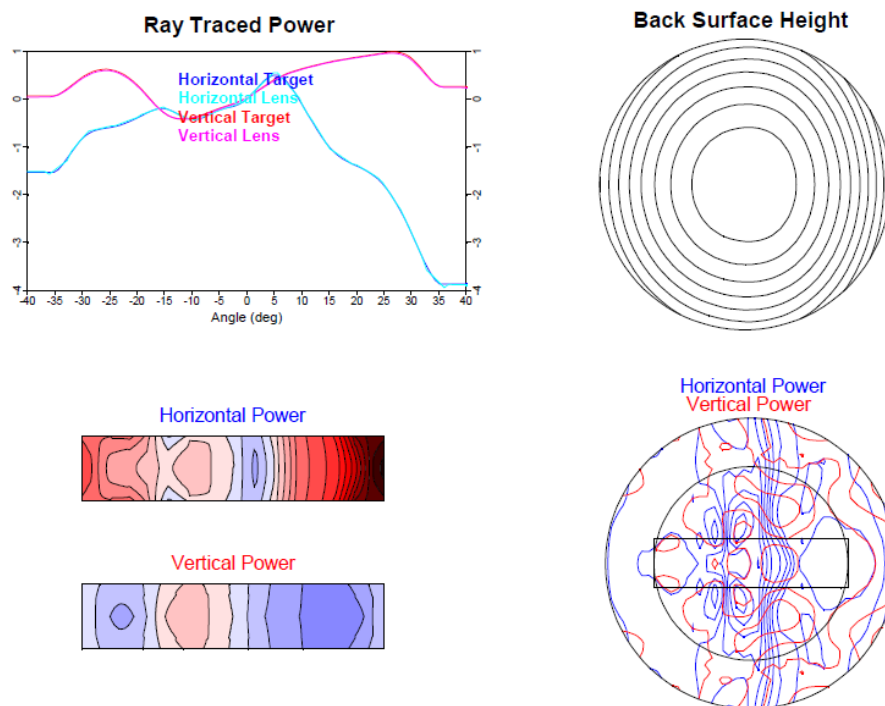 Ray Traced Power
Back Surface Height
1
1
Horizontal Target
Horizontal Lens
0
0
Vertical Target
Vertical Lens
-1
-1
-2
-2
-3
-3
-4
-4
-40 -35 -30 -25 -20 -15 -10 -5 0 5 10 15 20 25 30 35 40
Angle (deg)
Horizontal Power
Horizontal Power
Vertical Power
Vertical Power